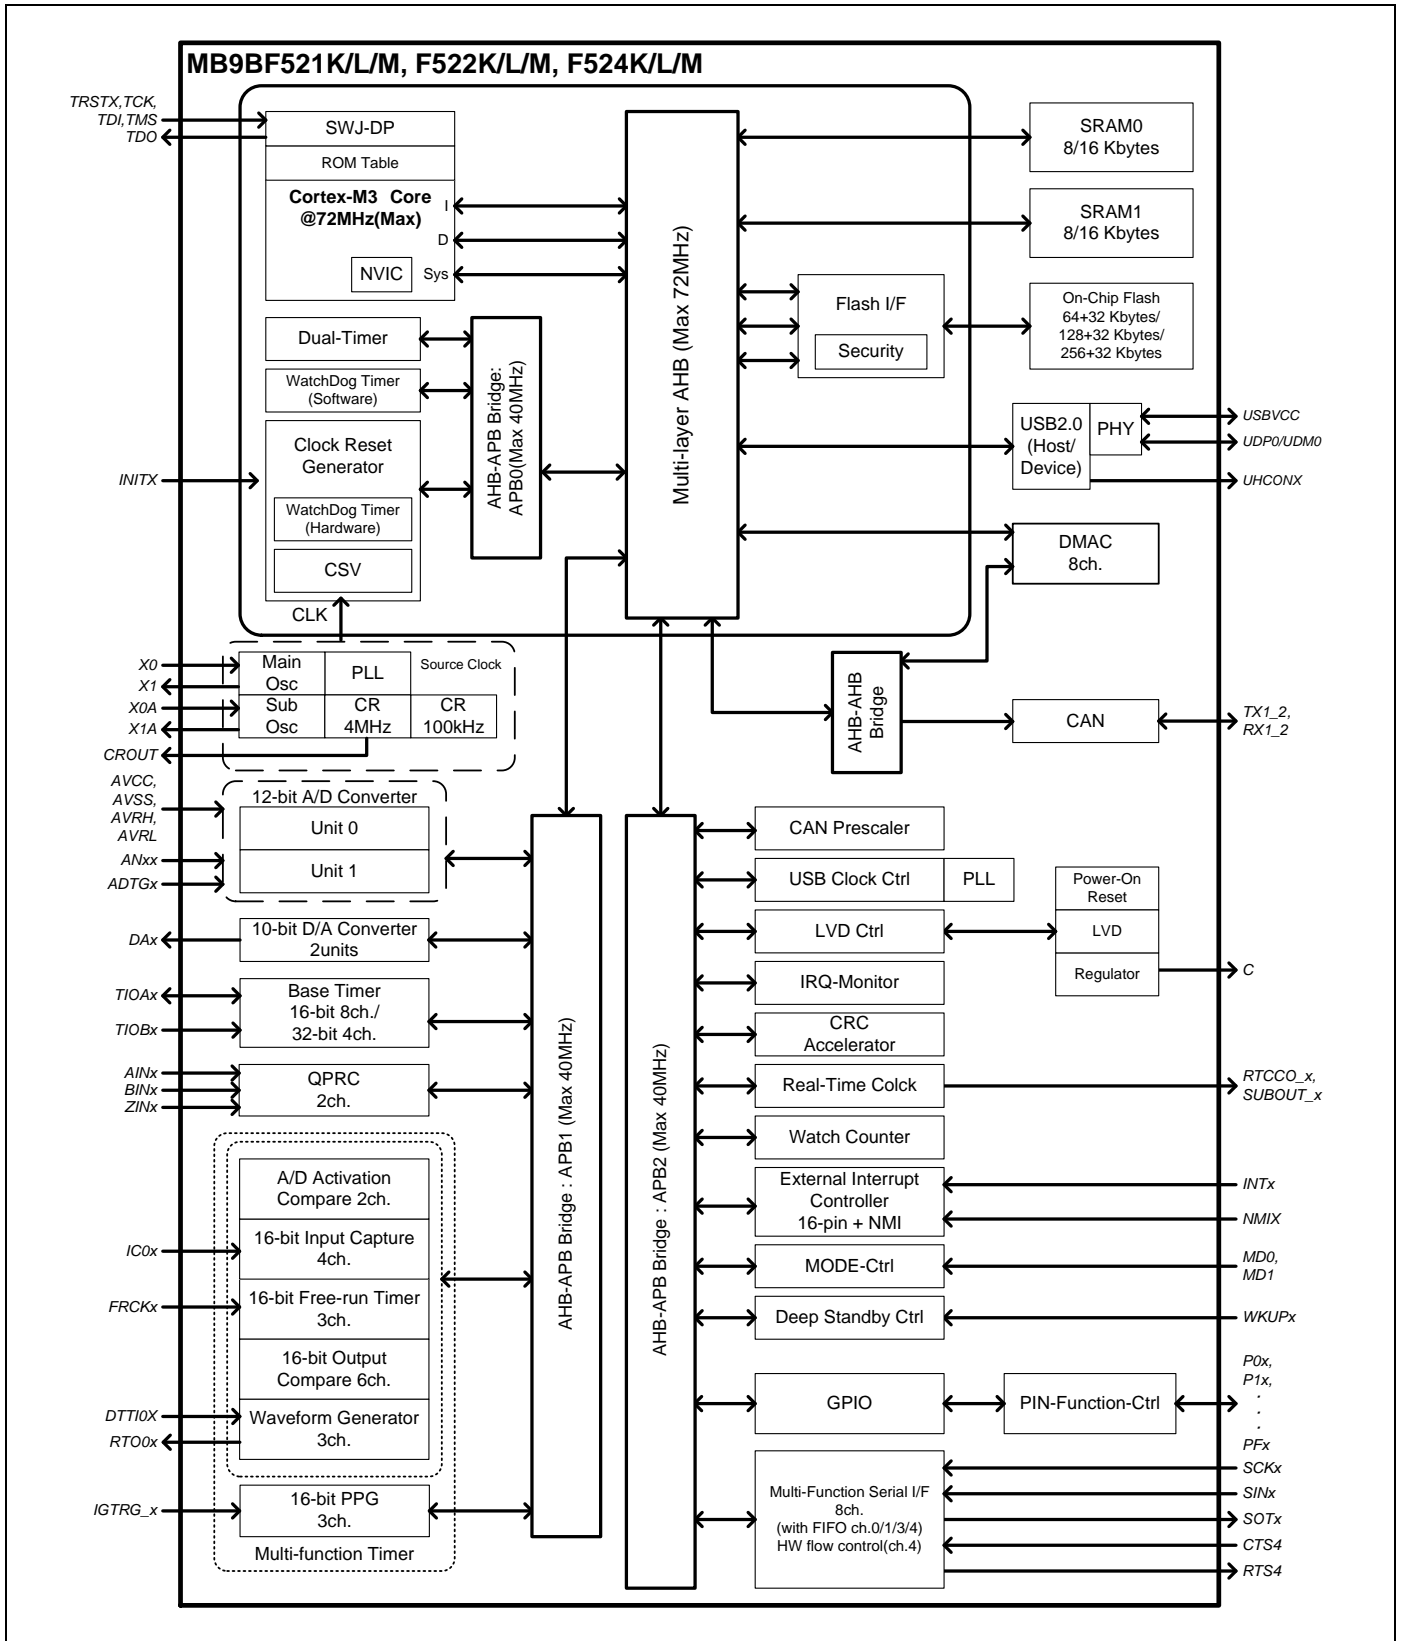 MB9BF521K/L/M, F522K/L/M, F524K/L/M
TRSTX,TCK,
TDI,TMS
TDO
SWJ-DP
ROM Table
Cortex-M3 Core
@72MHz(Max)
I
D
NVIC
Sys
Dual-Timer
WatchDog Timer
(Software)
Clock Reset
Generator
INITX
WatchDog Timer
(Hardware)
CSV
CLK
AHB-APB Bridge:
APB0(Max 40MHz)
Multi-layer AHB (Max 72MHz)
SRAM0
8/16 Kbytes
SRAM1
8/16 Kbytes
Flash I/F
Security
On-Chip Flash
64+32 Kbytes/
128+32 Kbytes/
256+32 Kbytes
USB2.0
(Host/
Device)
PHY
USBVCC
UDP0/UDM0
UHCONX
DMAC
8ch.
AHB-AHB
Bridge
CAN
TX1_2,
RX1_2
X0
X1
X0A
X1A
CROUT
Main
Osc
PLL
Source Clock
Sub
Osc
CR
4MHz
CR
100kHz
AVCC,
AVSS,
AVRH,
AVRL
ANxx
ADTGx
12-bit A/D Converter
Unit 0
Unit 1
DAx
10-bit D/A Converter
2units
TIOAx
TIOBx
Base Timer
16-bit 8ch./
32-bit 4ch.
AINx
BINx
ZINx
QPRC
2ch.
A/D Activation
Compare 2ch.
IC0x
16-bit Input Capture
4ch.
FRCKx
16-bit Free-run Timer
3ch.
16-bit Output
Compare 6ch.
DTTI0X
RTO0x
Waveform Generator
3ch.
IGTRG_x
16-bit PPG
3ch.
Multi-function Timer
AHB-APB Bridge : APB1 (Max 40MHz)
AHB-APB Bridge : APB2 (Max 40MHz)
CAN Prescaler
USB Clock Ctrl
PLL
LVD Ctrl
Power-On
Reset
LVD
Regulator
C
IRQ-Monitor
CRC
Accelerator
Real-Time Colck
RTCCO_x,
SUBOUT_x
Watch Counter
External Interrupt
Controller
16-pin + NMI
INTx
NMIX
MODE-Ctrl
MD0,
MD1
Deep Standby Ctrl
WKUPx
GPIO
PIN-Function-Ctrl
P0x,
P1x,
.
.
.
PFx
Multi-Function Serial I/F
8ch.
(with FIFO ch.0/1/3/4)
HW flow control(ch.4)
SCKx
SINx
SOTx
CTS4
RTS4